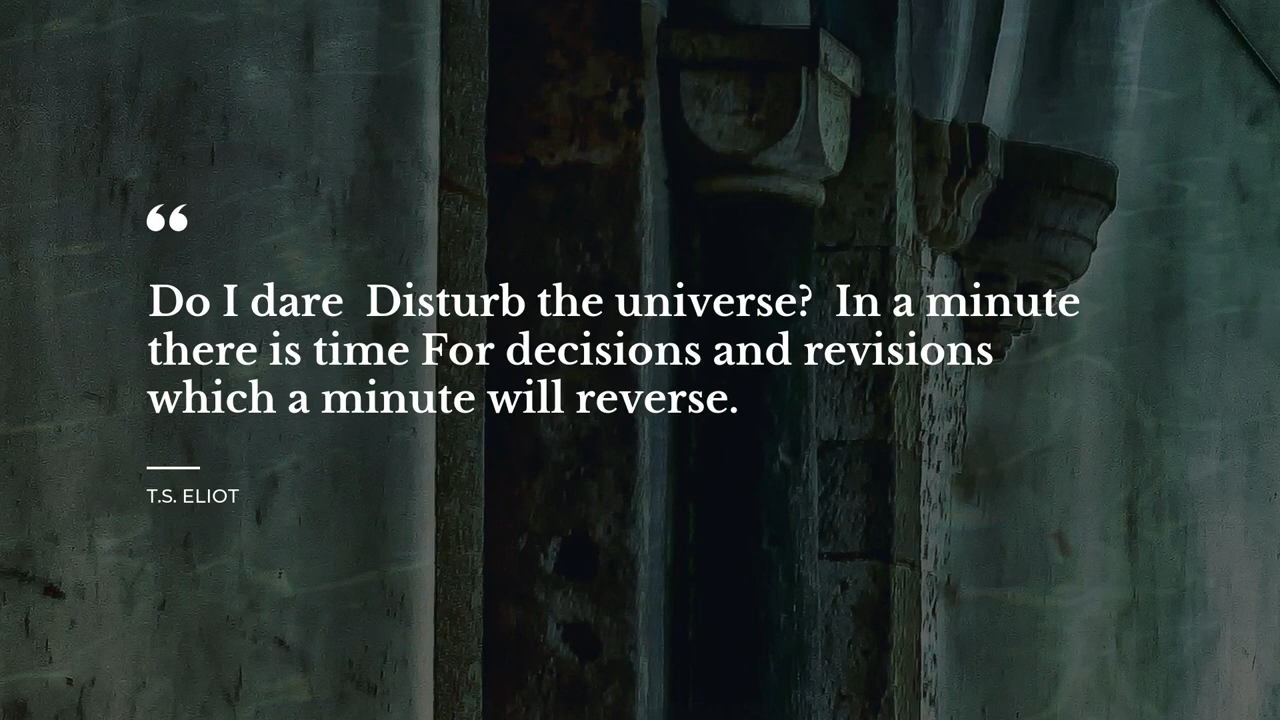 “
Do I dare  Disturb the universe?  In a minute
there is time For decisions and revisions
which a minute will reverse.
T.S. ELIOT